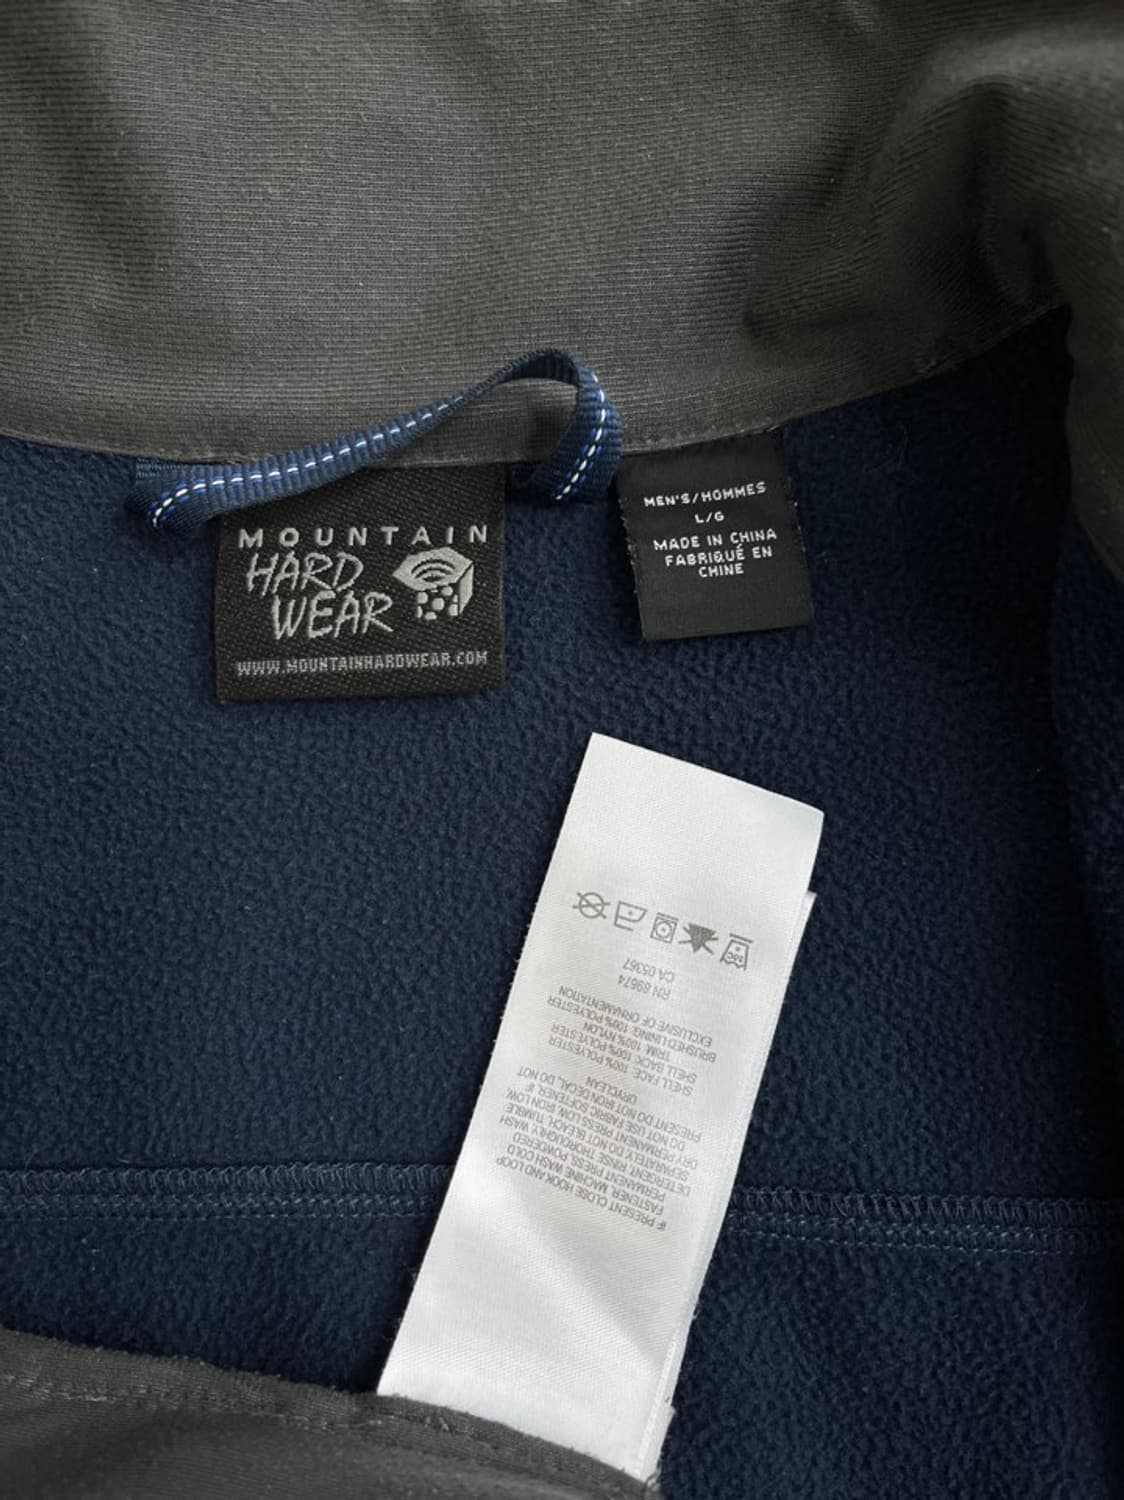 MOUNTAIN
HARD
WEAR
WWW.MOUNTAINHARDWEAR.COM
MEN'S/HOMMES
L/G
MADE IN CHINA
FABRIQUÉ EN
CHINE
IF PRESENT CLOSE HOOK AND LOOP
FASTENER. MACHINE WASH COLD
PERMANENT PRESS. POWDERED
DETERGENT. RINSE THOROUGHLY. WASH
SEPARATELY. DO NOT BLEACH. TUMBLE
DRY PERMANENT PRESS LOW. IRON LOW.
DO NOT USE FABRIC SOFTENER. IF
PRESENT DO NOT IRON DECAL. DO NOT
DRYCLEAN
SHELL FACE: 100% POLYESTER
SHELL BACK: 100% POLYESTER
TRIM: 100% NYLON
BRUSHED LINING: 100% POLYESTER
EXCLUSIVE OF ORNAMENTATION
RN 89674
CA 05367